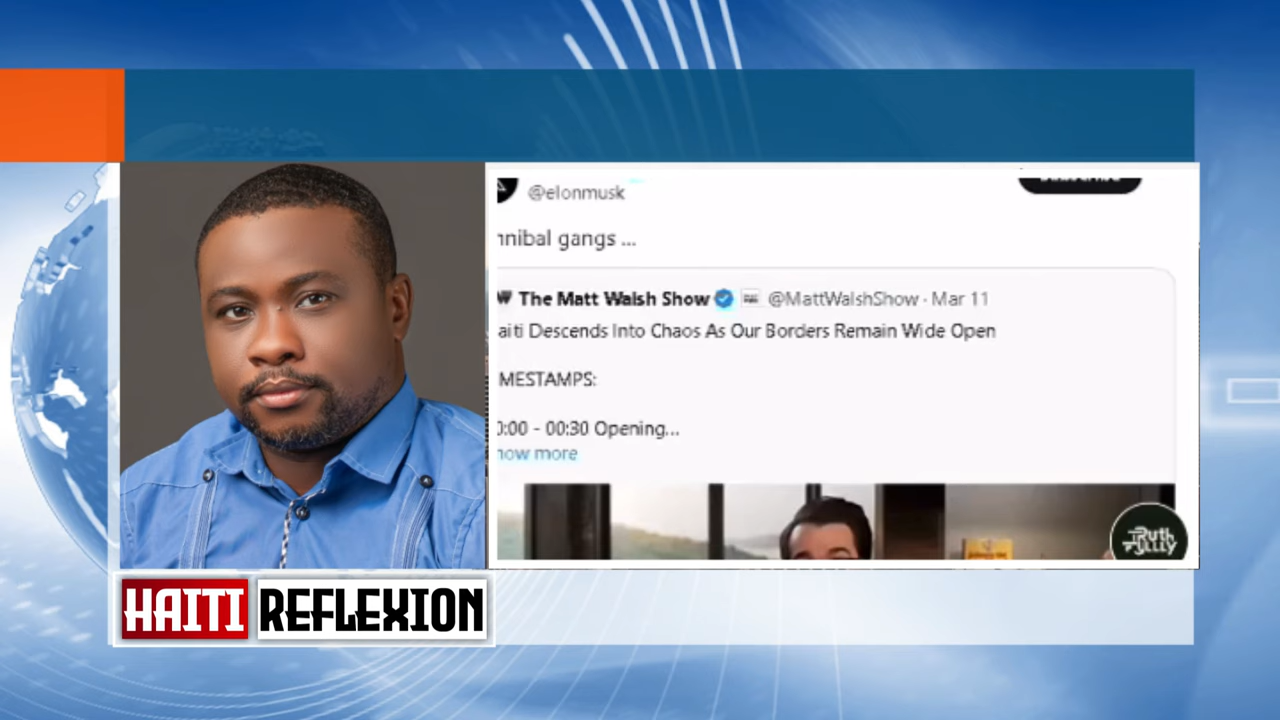 @elonmusk
nnibal gangs ...
The Matt Walsh Show @MattWalshShow · Mar 11
aiti Descends Into Chaos As Our Borders Remain Wide Open
MESTAMPS:
0:00 - 00:30 Opening...
how more
HAITI REFLEXION